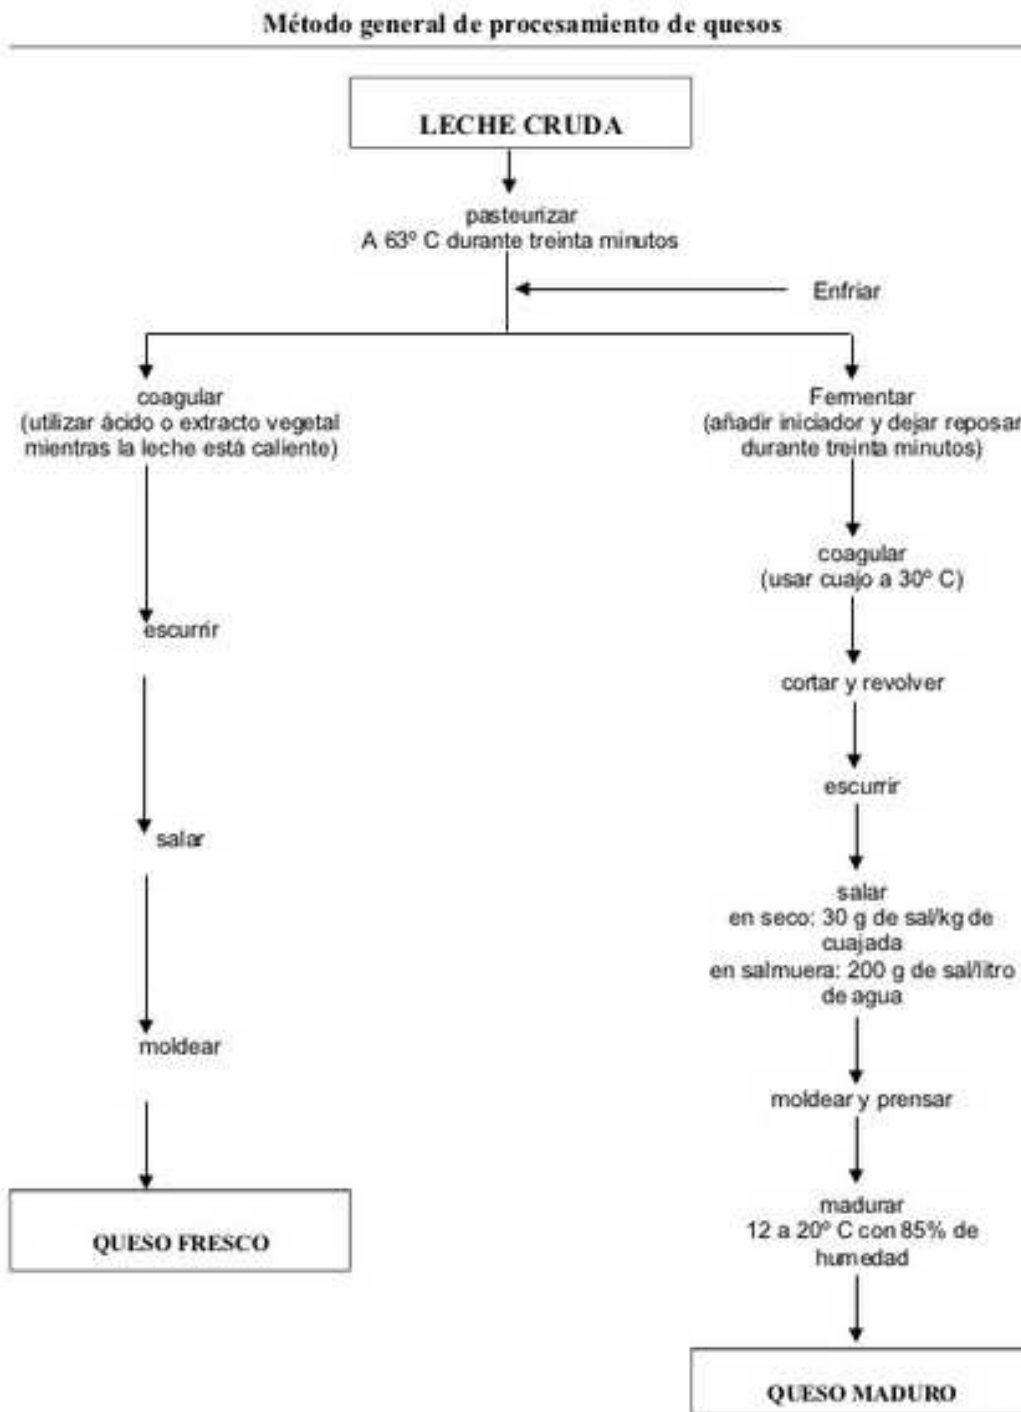 Método general de procesamiento de quesos
LECHE CRUDA
pasteurizar
A 63º C durante treinta minutos
Enfriar
coagular
(utilizar ácido o extracto vegetal
mientras la leche está caliente)
escurrir
salar
moldear
QUESO FRESCO
Fermentar
(añadir iniciador y dejar reposar
durante treinta minutos)
coagular
(usar cuajo a 30º C)
cortar y revolver
escurrir
salar
en seco: 30 g de sal/kg de
cuajada
en salmuera: 200 g de sal/litro
de agua
moldear y prensar
madurar
12 a 20º C con 85% de
humedad
QUESO MADURO